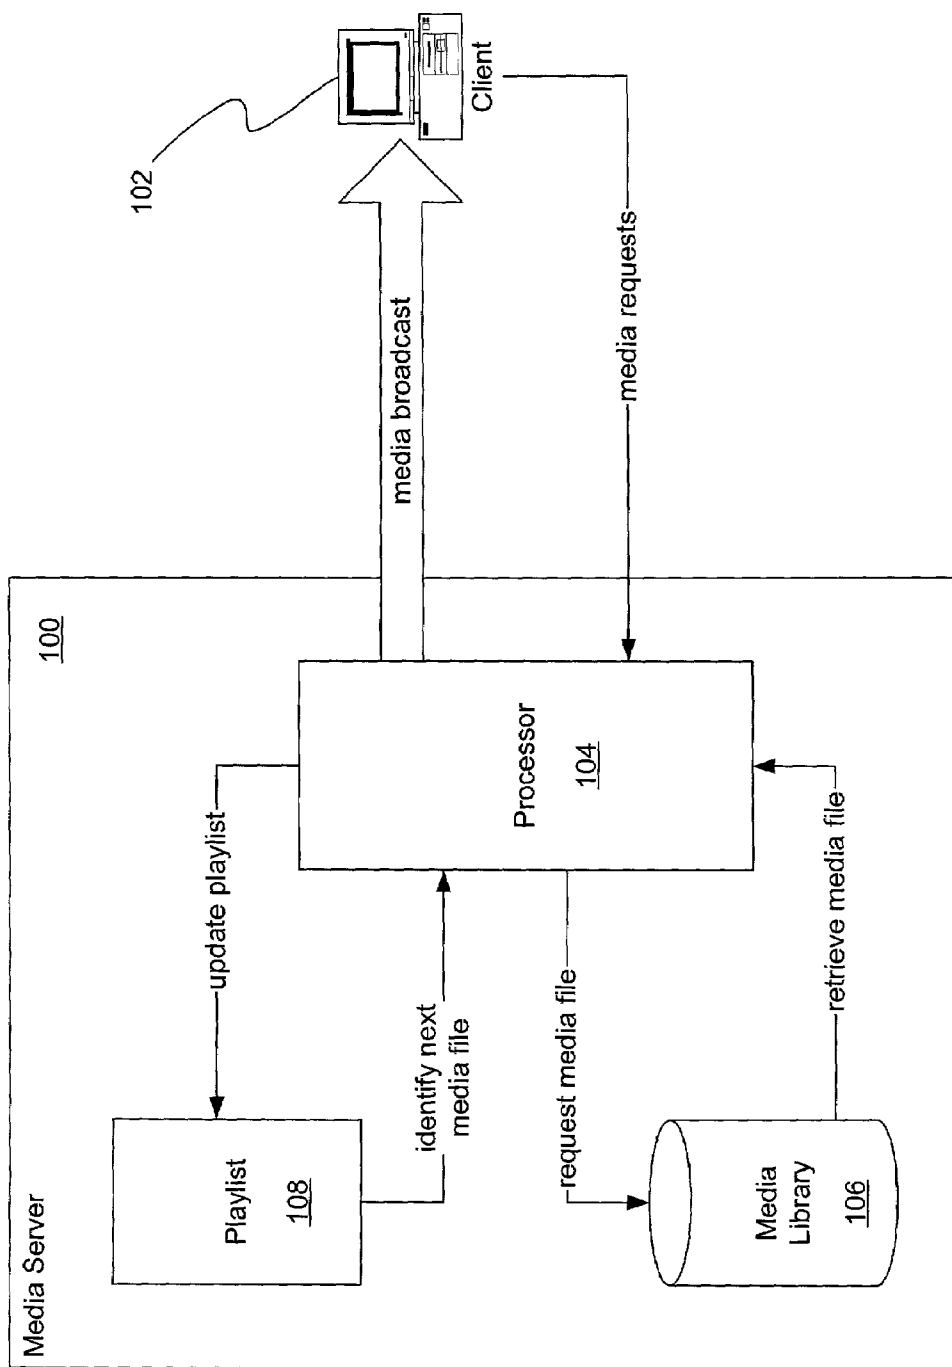 Media Server
100
Playlist
108
update playlist
identify next
media file
Processor
104
request media file
Media
Library
106
retrieve media file
media broadcast
media requests
102
Client